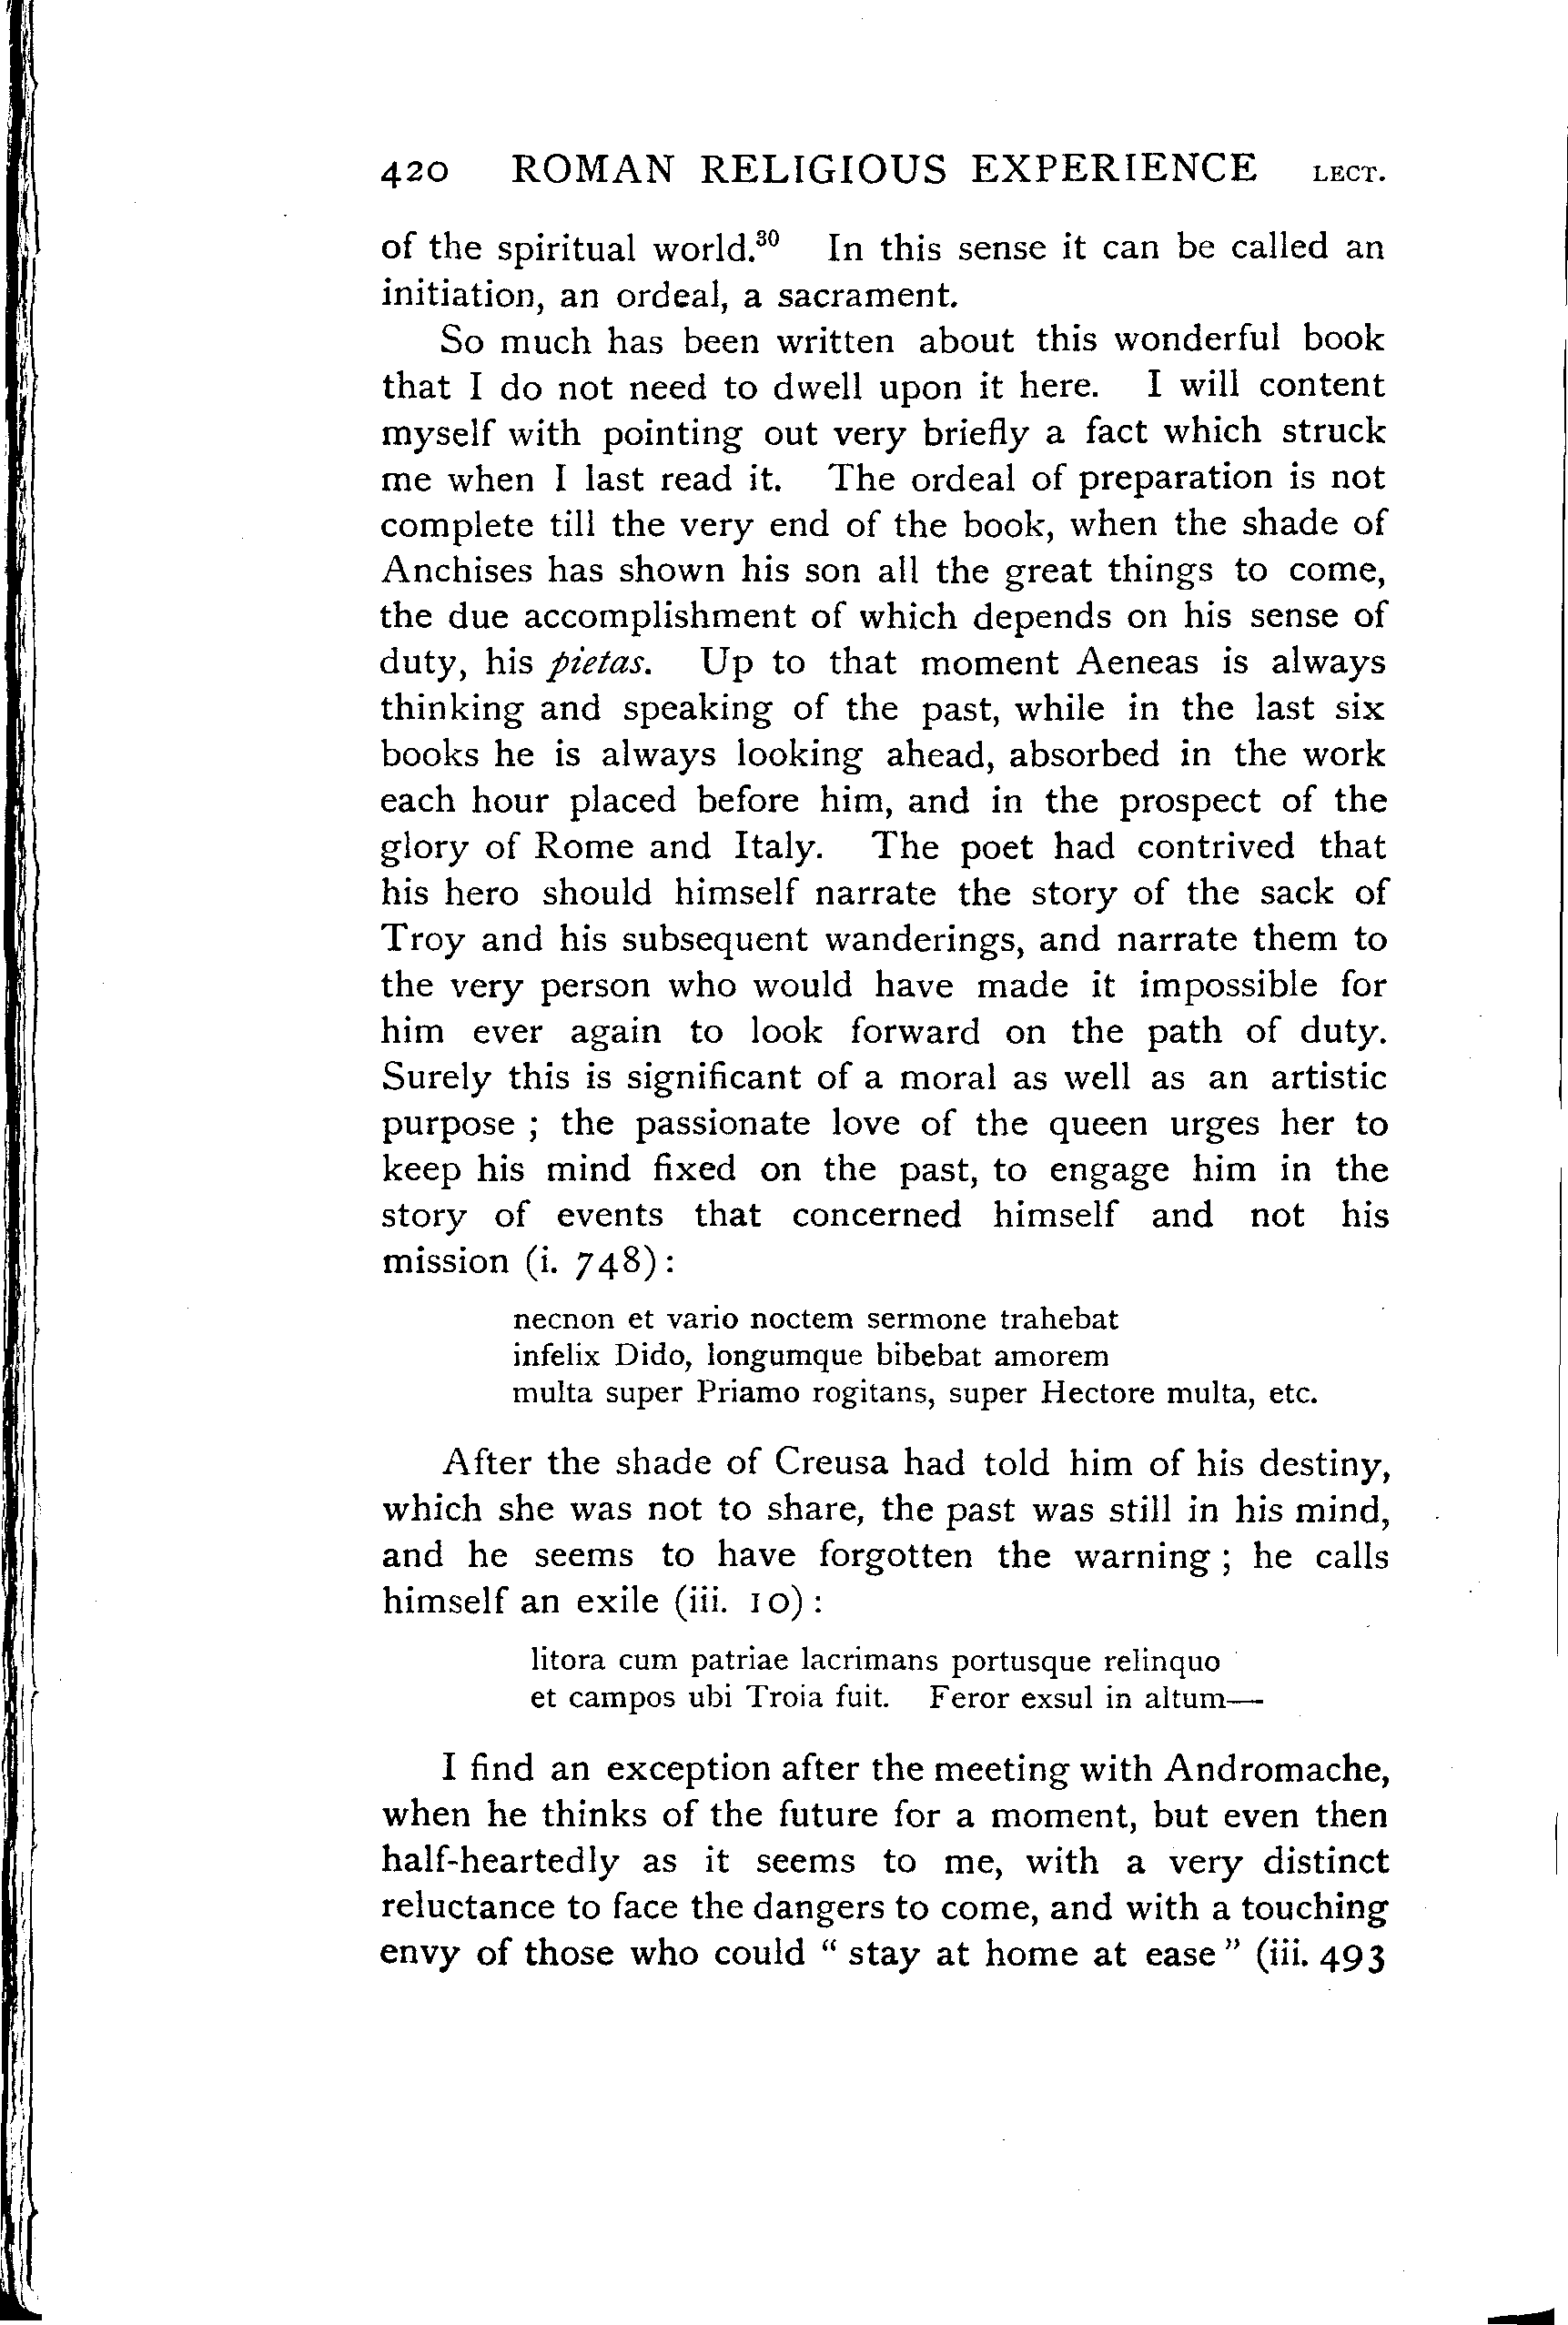 420 ROMAN RELIGIOUS EXPERIENCE LECT.
of the spiritual world.³⁰ In this sense it can be called an
initiation, an ordeal, a sacrament.
So much has been written about this wonderful book
that I do not need to dwell upon it here. I will content
myself with pointing out very briefly a fact which struck
me when I last read it. The ordeal of preparation is not
complete till the very end of the book, when the shade of
Anchises has shown his son all the great things to come,
the due accomplishment of which depends on his sense of
duty, his pietas. Up to that moment Aeneas is always
thinking and speaking of the past, while in the last six
books he is always looking ahead, absorbed in the work
each hour placed before him, and in the prospect of the
glory of Rome and Italy. The poet had contrived that
his hero should himself narrate the story of the sack of
Troy and his subsequent wanderings, and narrate them to
the very person who would have made it impossible for
him ever again to look forward on the path of duty.
Surely this is significant of a moral as well as an artistic
purpose ; the passionate love of the queen urges her to
keep his mind fixed on the past, to engage him in the
story of events that concerned himself and not his
mission (i. 748) :
necnon et vario noctem sermone trahebat
infelix Dido, longumque bibebat amorem
multa super Priamo rogitans, super Hectore multa, etc.
After the shade of Creusa had told him of his destiny,
which she was not to share, the past was still in his mind,
and he seems to have forgotten the warning ; he calls
himself an exile (iii. 10) :
litora cum patriae lacrimans portusque relinquo
et campos ubi Troia fuit. Feror exsul in altum—
I find an exception after the meeting with Andromache,
when he thinks of the future for a moment, but even then
half-heartedly as it seems to me, with a very distinct
reluctance to face the dangers to come, and with a touching
envy of those who could “ stay at home at ease ” (iii. 493